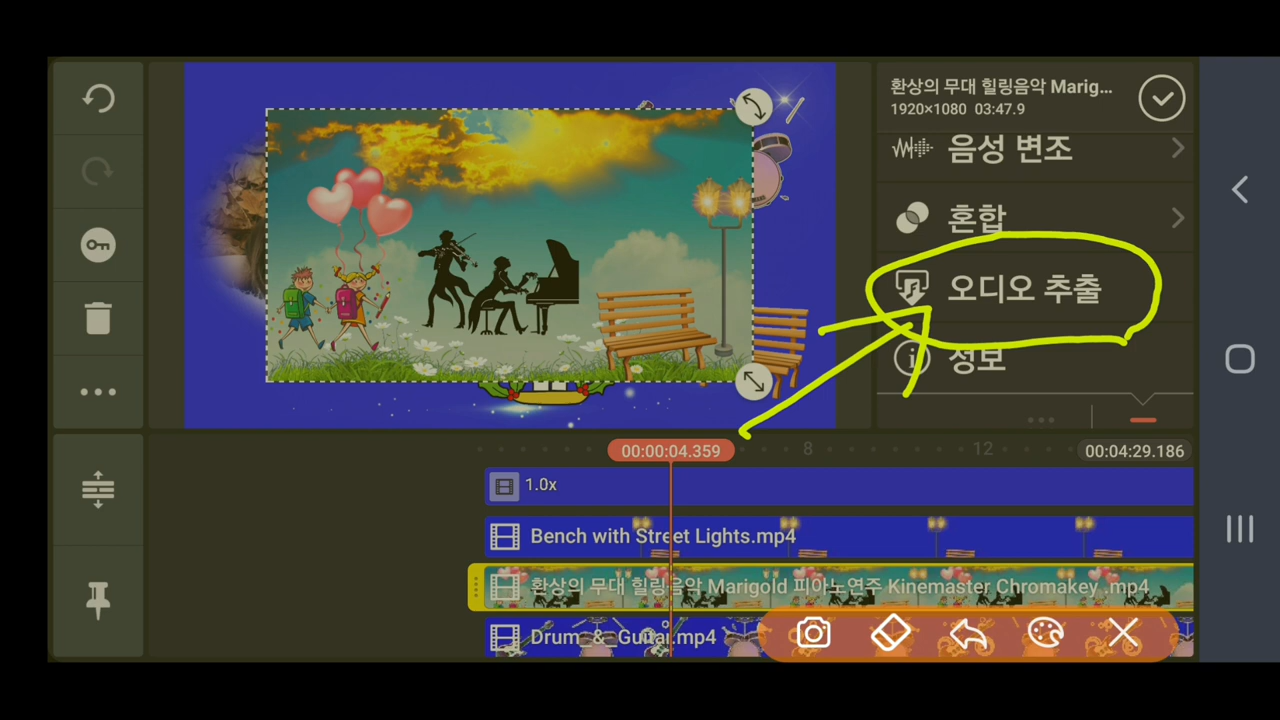 환상의 무대 힐링음악 Marig...
1920×1080 03:47.9
음성 변조
혼합
오디오 추출
정보
00:00:04.359
8
12
00:04:29.186
1.0x
Bench with Street Lights.mp4
환상의 무대 힐링음악 Marigold 피아노연주 Kinemaster Chromakey .mp4
Drum_&_Guitar.mp4